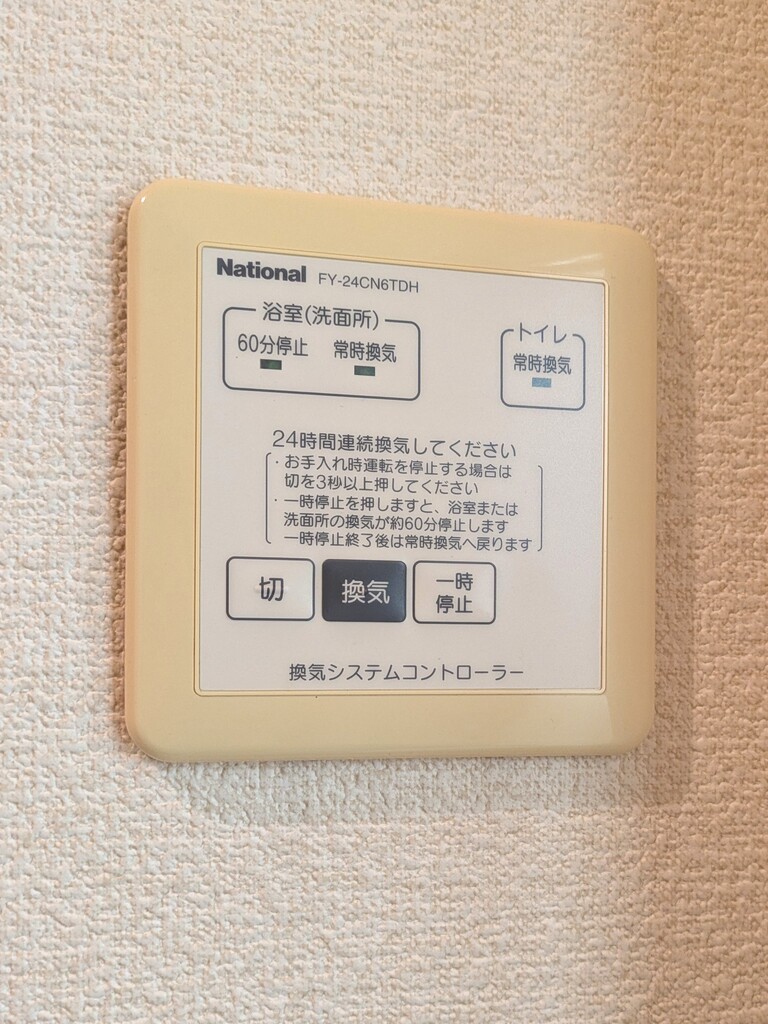 National FY-24CN6TDH
浴室(洗面所)
60分停止 常時換気
トイレ
常時換気
24時間連続換気してください
・お手入れ時運転を停止する場合は
切を3秒以上押してください
・一時停止を押しますと、浴室または
洗面所の換気が約60分停止します
一時停止終了後は常時換気へ戻ります
切
換気
一時
停止
換気システムコントローラー